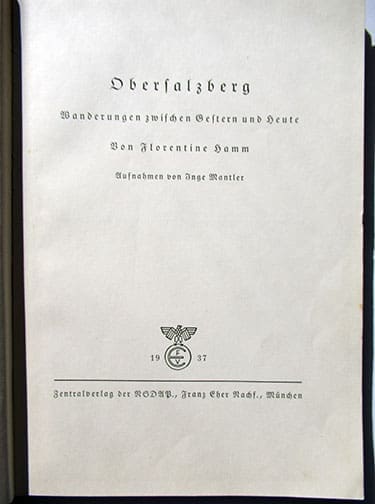 Oberſalzberg
Wanderungen zwiſchen Geſtern und Heute
Von Florentine Hamm
Aufnahmen von Inge Mantler
19 37
Zentralverlag der NSDAP., Franz Eher Nachf., München